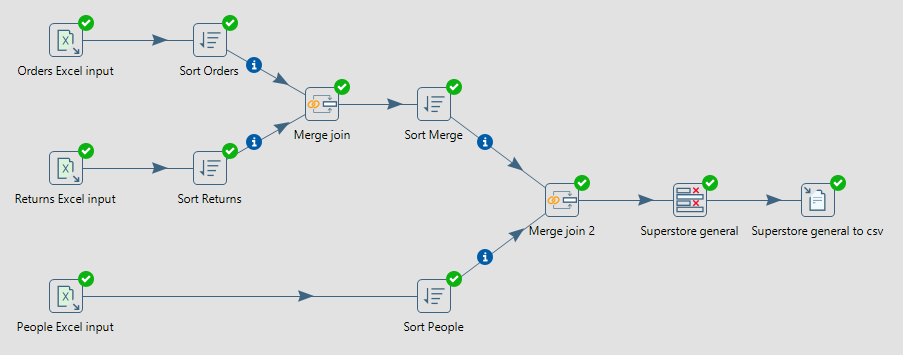 Orders Excel input
Sort Orders
Merge join
Sort Merge
Returns Excel input
Sort Returns
Merge join 2
Superstore general
Superstore general to csv
People Excel input
Sort People